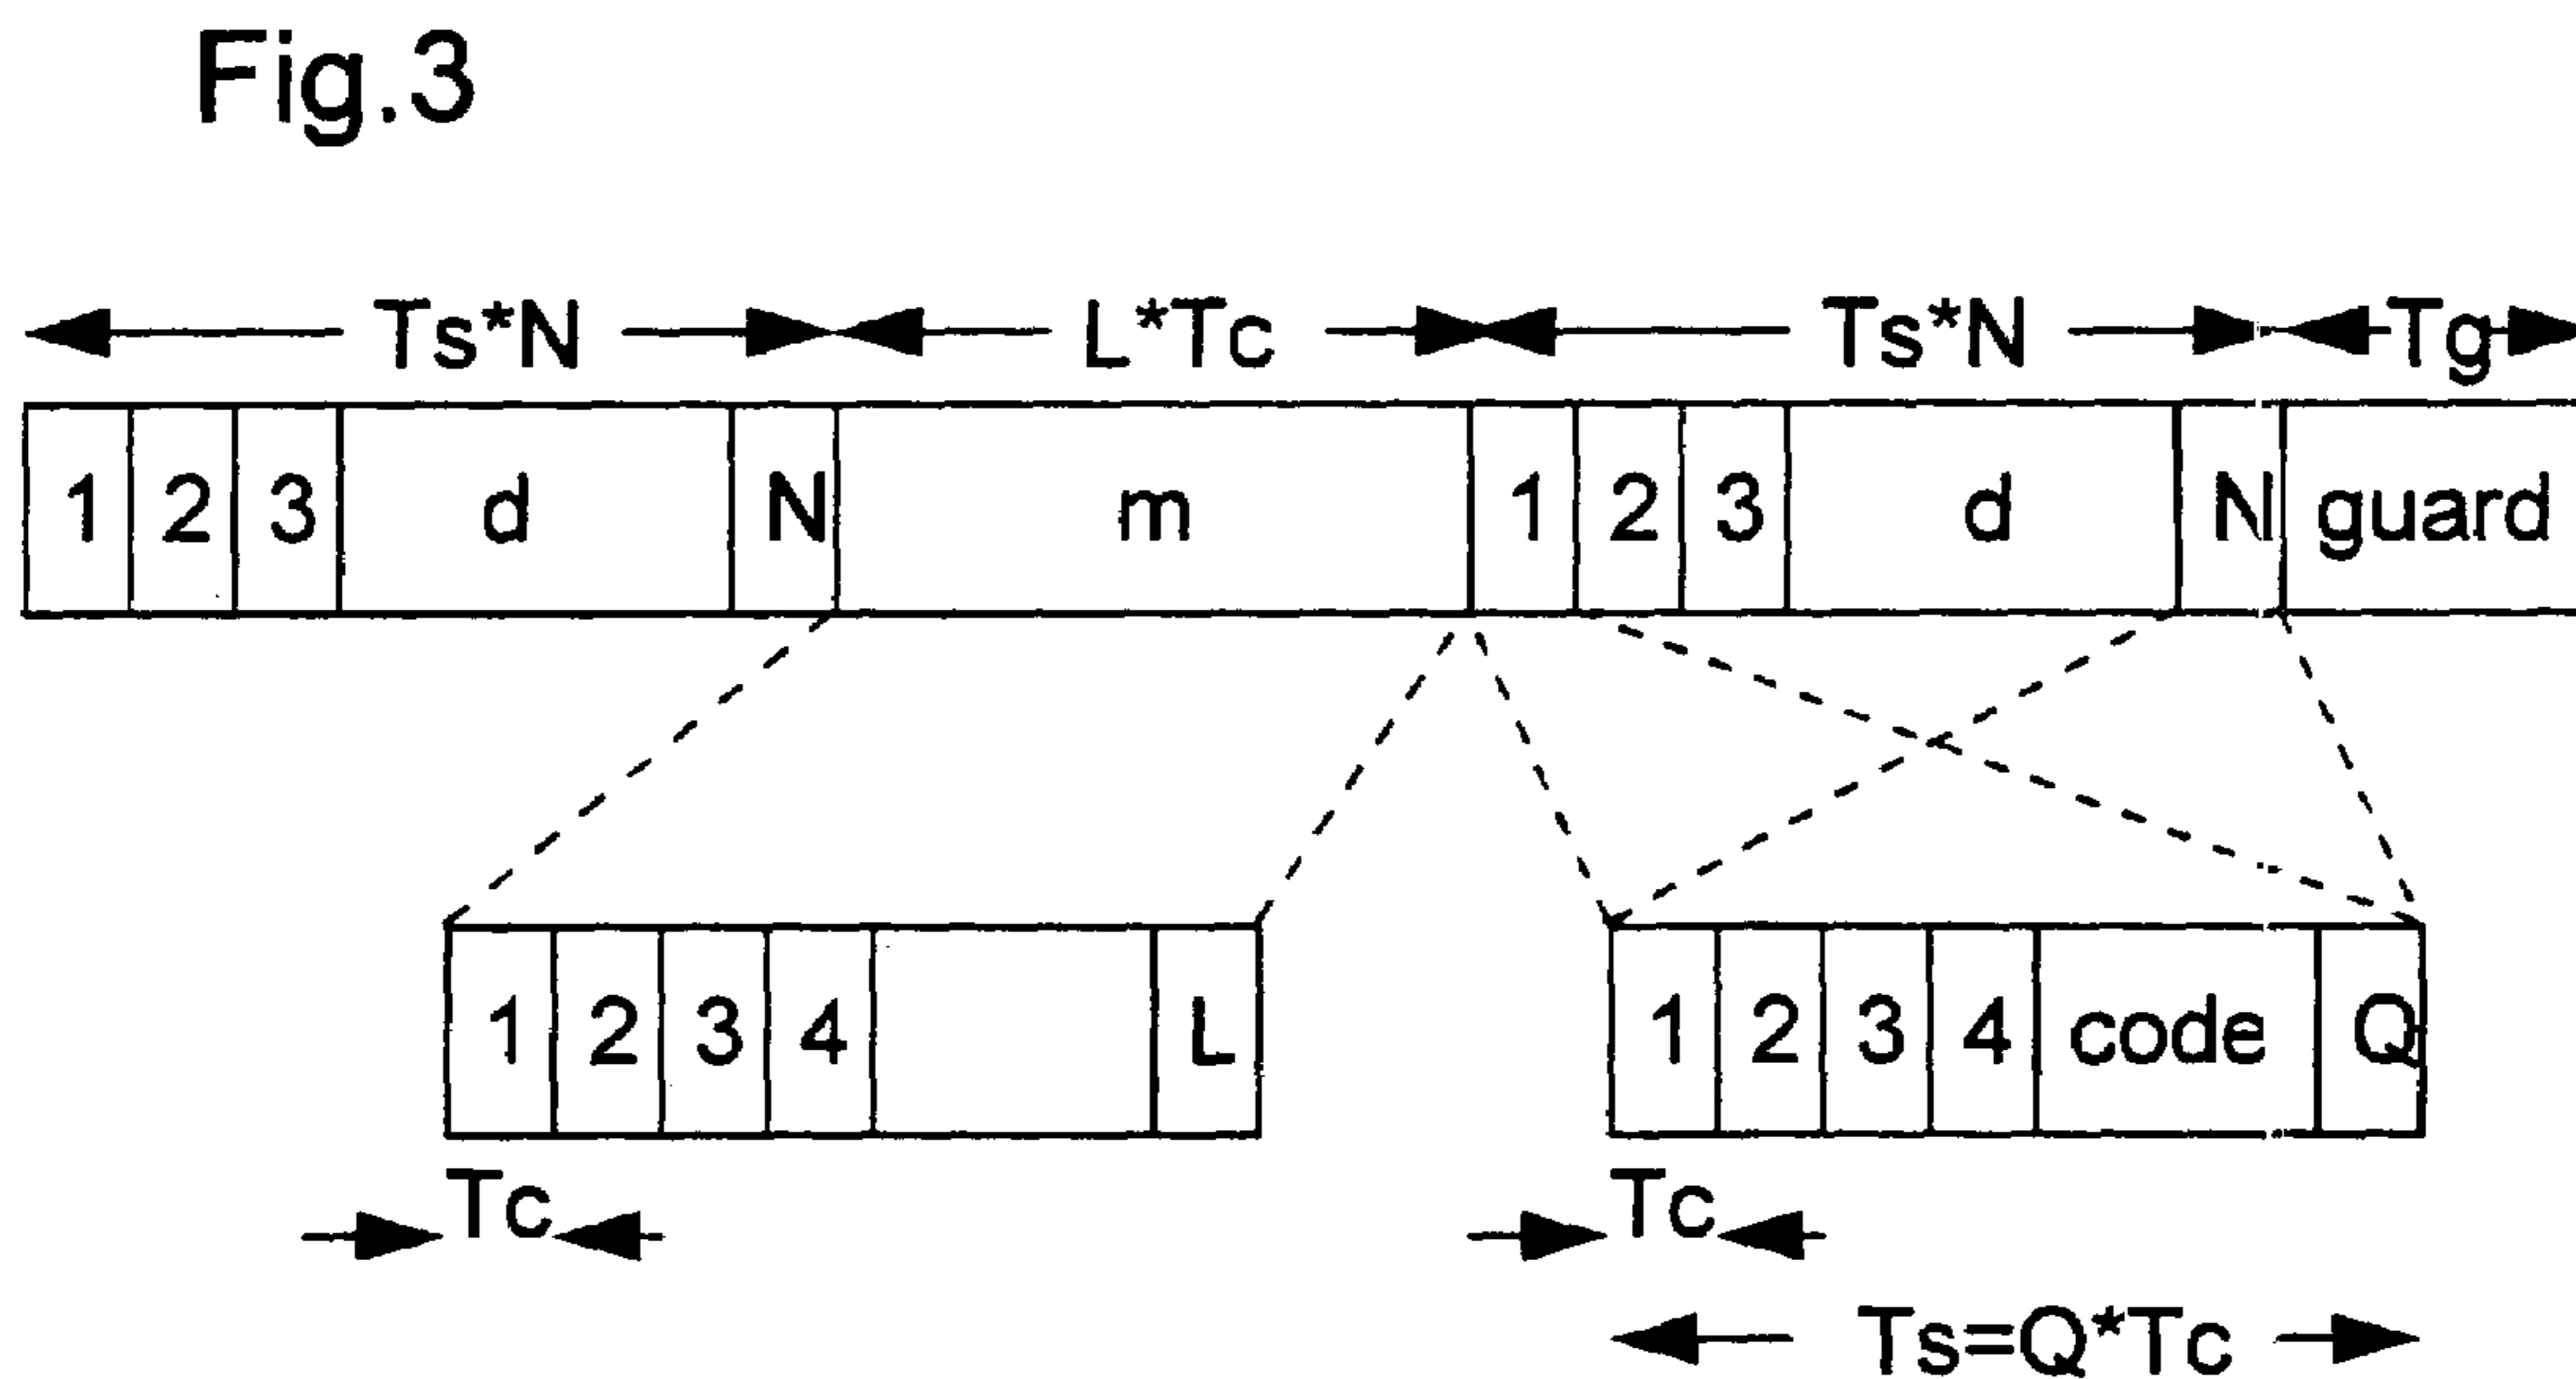 Fig.3
Ts*N L*Tc Ts*N Tg
1 2 3 d N m 1 2 3 d N guard
1 2 3 4 L 1 2 3 4 code Q
Tc Tc
Ts=Q*Tc